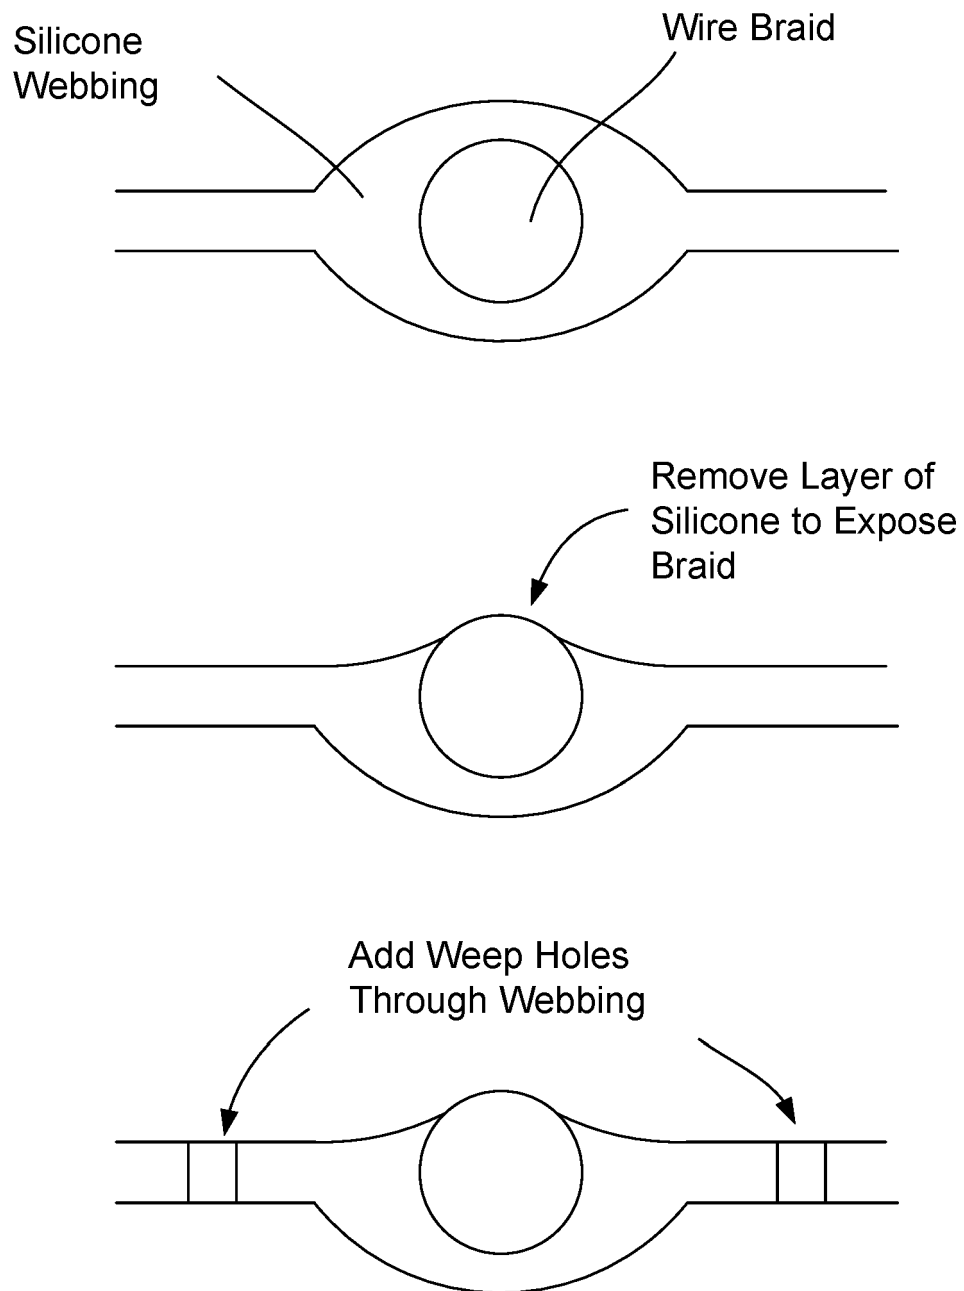 Silicone
Webbing
Wire Braid
Remove Layer of
Silicone to Expose
Braid
Add Weep Holes
Through Webbing